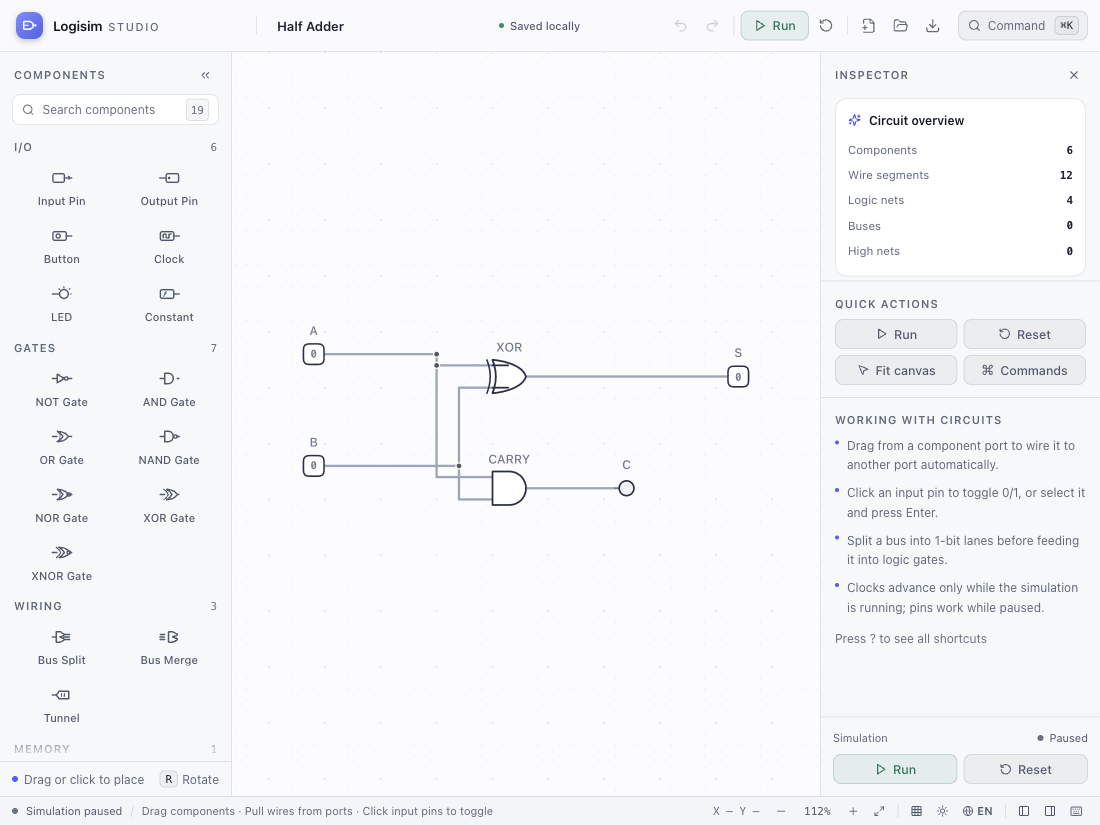 Logisim STUDIO
Half Adder
Saved locally
Run
Command ⌘K
COMPONENTS
Search components 19
I/O 6
Input Pin Output Pin
Button Clock
LED Constant
GATES 7
NOT Gate AND Gate
OR Gate NAND Gate
NOR Gate XOR Gate
XNOR Gate
WIRING 3
Bus Split Bus Merge
Tunnel
MEMORY 1
Drag or click to place R Rotate
A
0
XOR
S
0
B
0
CARRY
C
INSPECTOR
Circuit overview
Components 6
Wire segments 12
Logic nets 4
Buses 0
High nets 0
QUICK ACTIONS
Run Reset
Fit canvas ⌘ Commands
WORKING WITH CIRCUITS
Drag from a component port to wire it to
another port automatically.
Click an input pin to toggle 0/1, or select it
and press Enter.
Split a bus into 1-bit lanes before feeding
it into logic gates.
Clocks advance only while the simulation
is running; pins work while paused.
Press ? to see all shortcuts
Simulation Paused
Run Reset
Simulation paused / Drag components · Pull wires from ports · Click input pins to toggle
X — Y — − 112% + EN